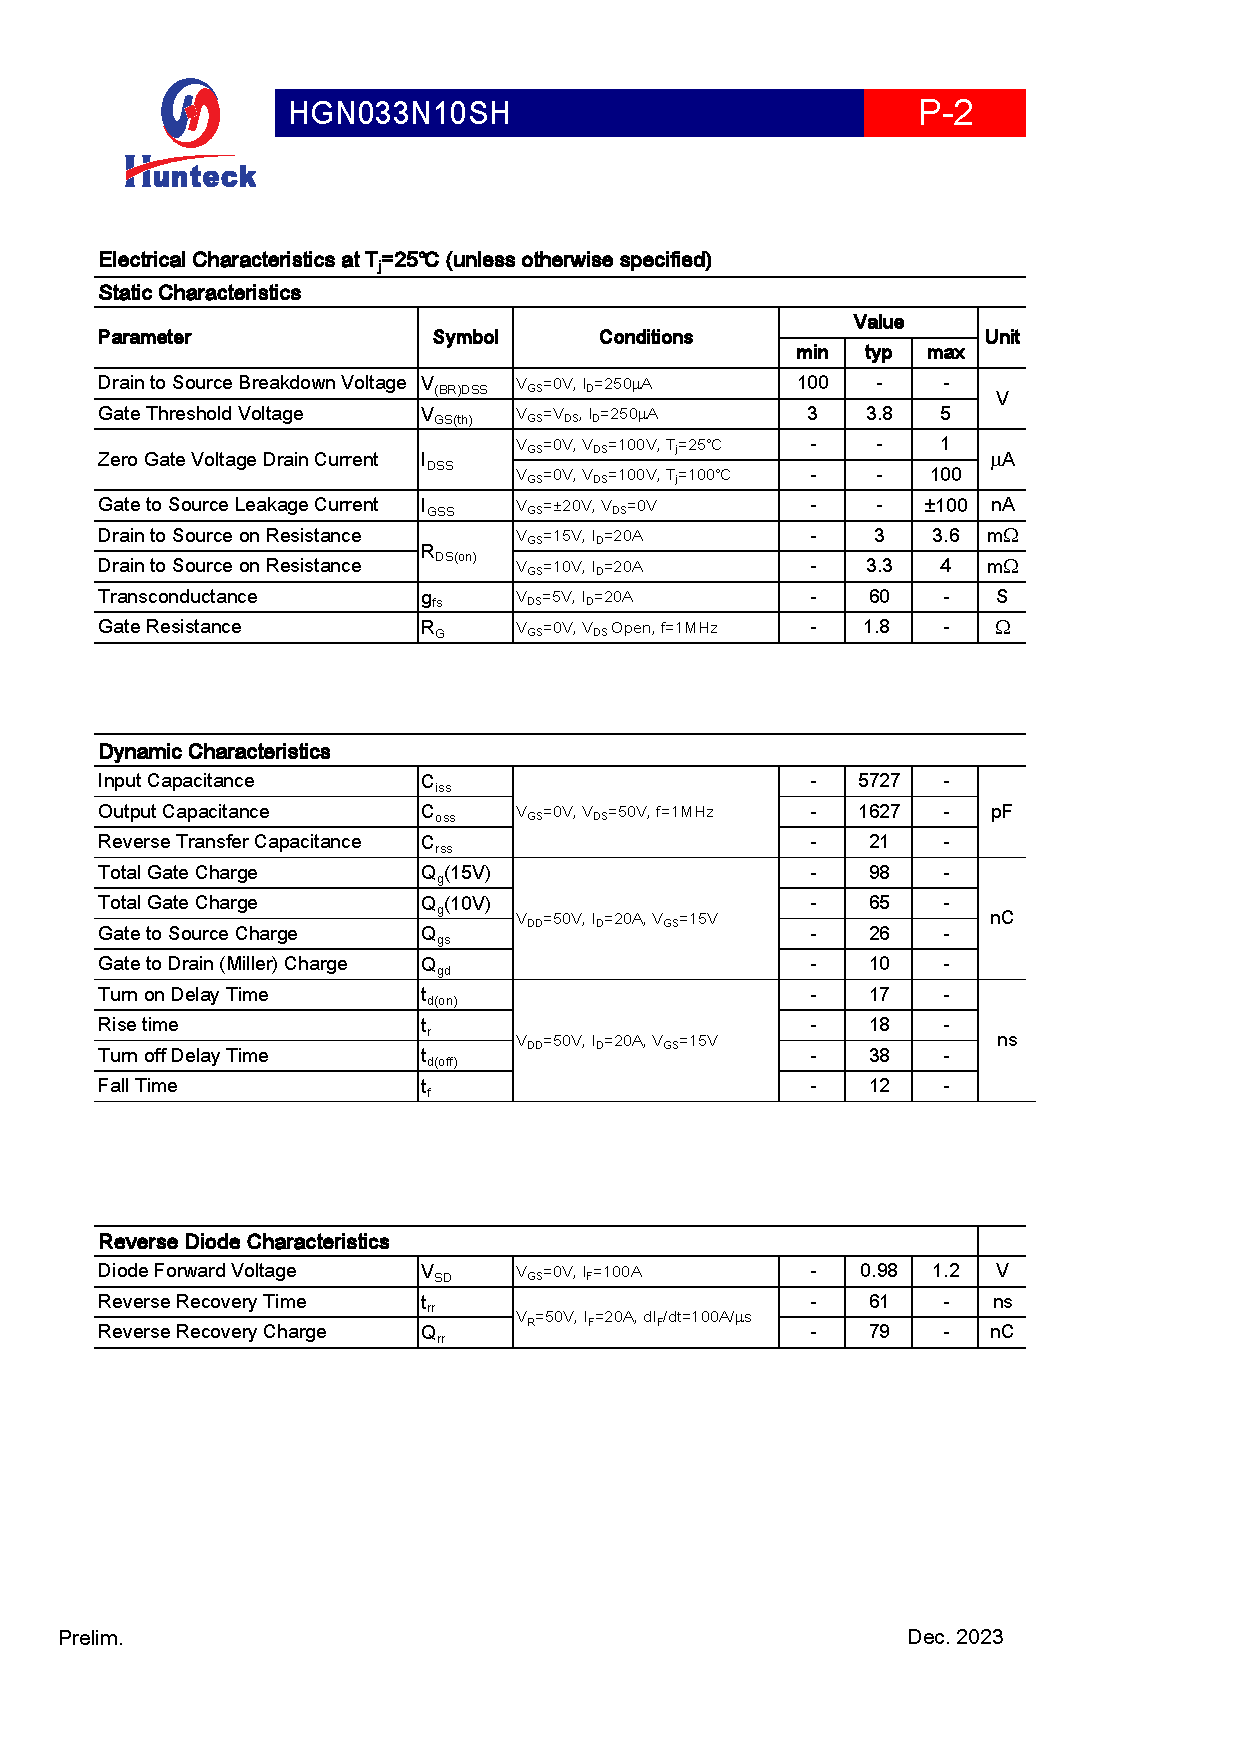 HGN033N10SH P-2
Hunteck
Electrical Characteristics at Tj=25℃ (unless otherwise specified)
Static Characteristics
Parameter Symbol Conditions Value Unit
min typ max
Drain to Source Breakdown Voltage V(BR)DSS VGS=0V, ID=250μA 100 - - V
Gate Threshold Voltage VGS(th) VGS=VDS, ID=250μA 3 3.8 5
Zero Gate Voltage Drain Current IDSS VGS=0V, VDS=100V, Tj=25℃ - - 1 μA
VGS=0V, VDS=100V, Tj=100℃ - - 100
Gate to Source Leakage Current IGSS VGS=±20V, VDS=0V - - ±100 nA
Drain to Source on Resistance RDS(on) VGS=15V, ID=20A - 3 3.6 mΩ
Drain to Source on Resistance VGS=10V, ID=20A - 3.3 4 mΩ
Transconductance gfs VDS=5V, ID=20A - 60 - S
Gate Resistance RG VGS=0V, VDS Open, f=1MHz - 1.8 - Ω
Dynamic Characteristics
Input Capacitance Ciss - 5727 -
Output Capacitance Coss VGS=0V, VDS=50V, f=1MHz - 1627 - pF
Reverse Transfer Capacitance Crss - 21 -
Total Gate Charge Qg(15V) - 98 -
Total Gate Charge Qg(10V) - 65 -
VDD=50V, ID=20A, VGS=15V nC
Gate to Source Charge Qgs - 26 -
Gate to Drain (Miller) Charge Qgd - 10 -
Turn on Delay Time td(on) - 17 -
Rise time tr - 18 -
VDD=50V, ID=20A, VGS=15V ns
Turn off Delay Time td(off) - 38 -
Fall Time tf - 12 -
Reverse Diode Characteristics
Diode Forward Voltage VSD VGS=0V, IF=100A - 0.98 1.2 V
Reverse Recovery Time trr - 61 - ns
VR=50V, IF=20A, dIF/dt=100A/μs
Reverse Recovery Charge Qrr - 79 - nC
Prelim. Dec. 2023